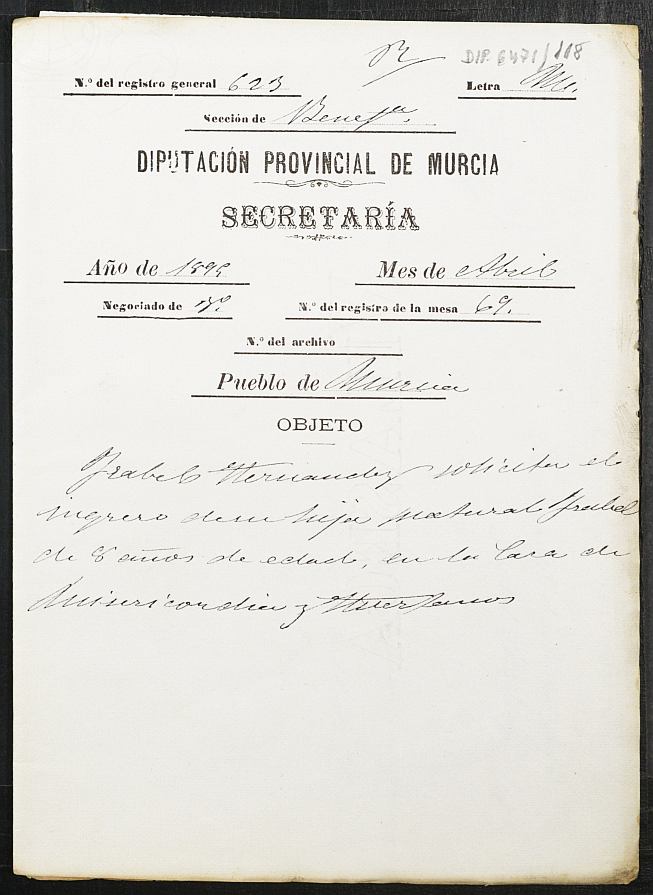 DIP. 6471/118
N.º del registro general 623
Letra Mu.
Sección de Benefª.
DIPUTACIÓN PROVINCIAL DE MURCIA
SECRETARÍA
Año de 1895 Mes de Abril
Negociado de N.º del registro de la mesa 69.
N.º del archivo
Pueblo de Murcia
OBJETO
Ysabel Hernandez solicita el
ingreso de su hija natural Ysabel
de 8 años de edad, en la Casa de
Misericordia y Huerfanos